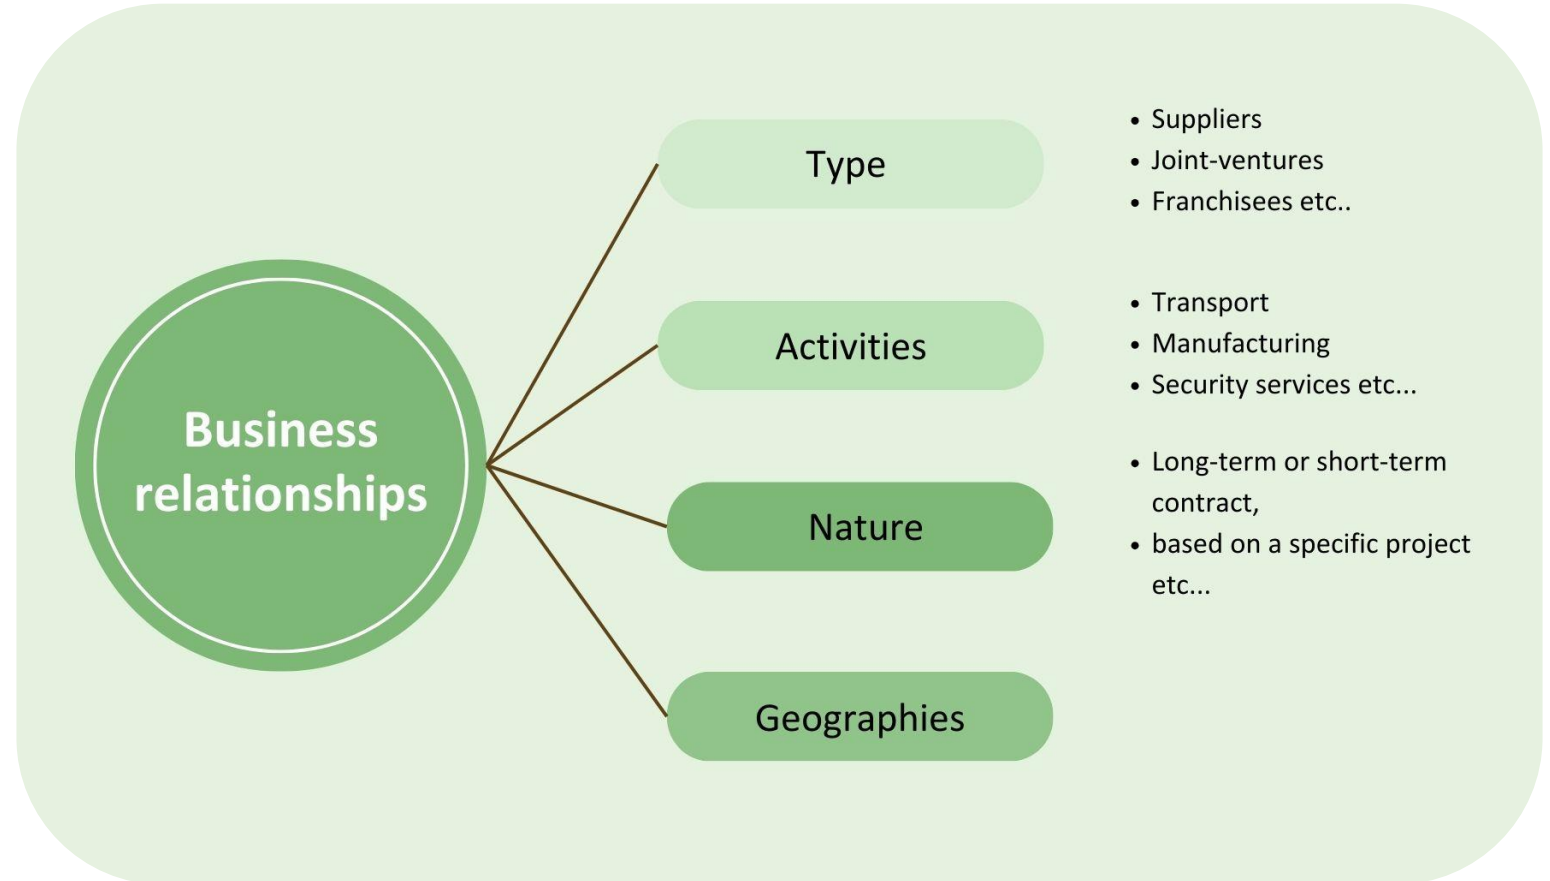 Business
relationships
Type
• Suppliers
• Joint-ventures
• Franchisees etc..
Activities
• Transport
• Manufacturing
• Security services etc...
Nature
• Long-term or short-term
contract,
• based on a specific project
etc...
Geographies